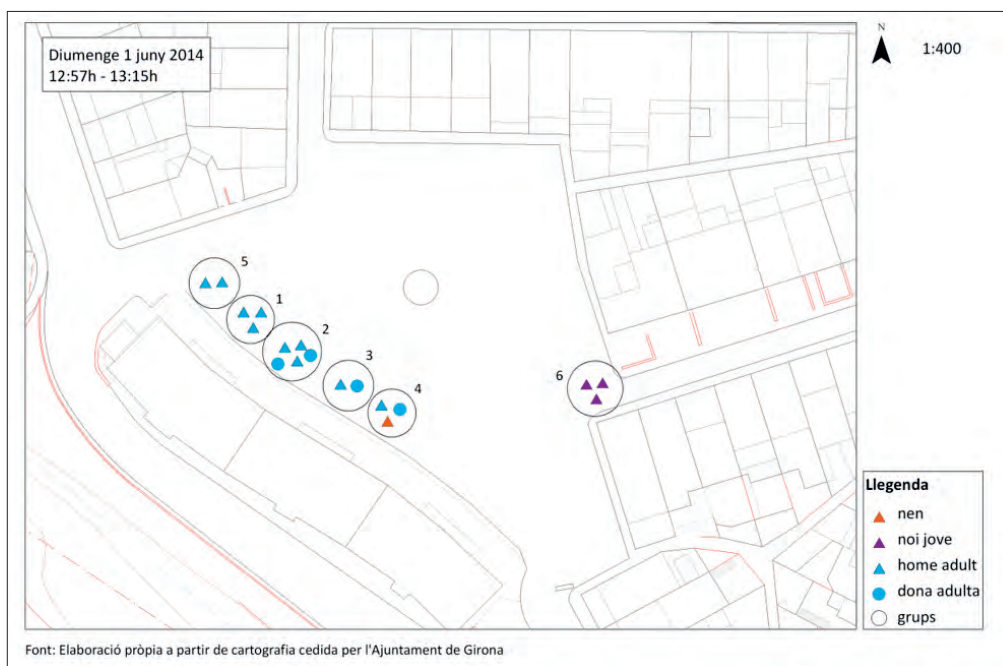 Diumenge 1 juny 2014
12:57h - 13:15h
N
1:400
5
1
2
3
4
6
Llegenda
nen
noi jove
home adult
dona adulta
grups
Font: Elaboració pròpia a partir de cartografia cedida per l'Ajuntament de Girona